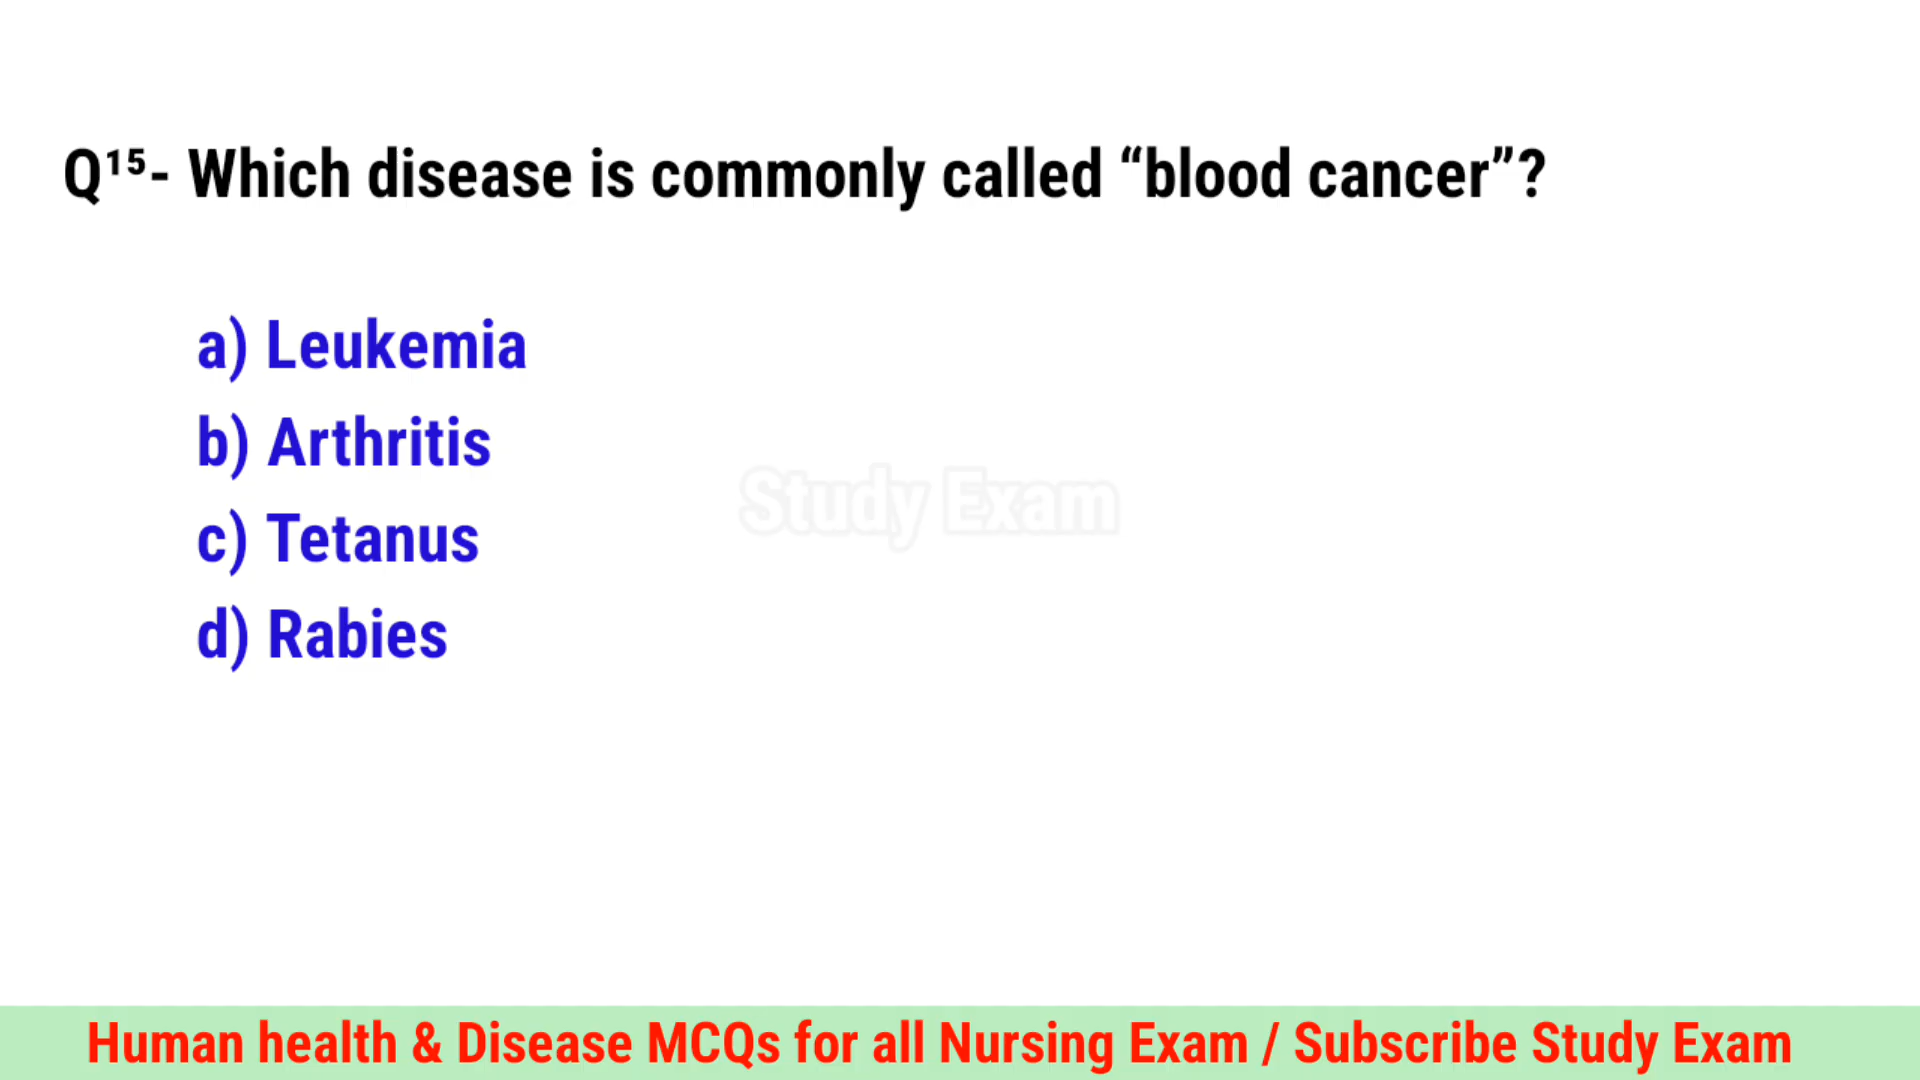 Q¹⁵- Which disease is commonly called “blood cancer”?
a) Leukemia
b) Arthritis
Study Exam
c) Tetanus
d) Rabies
Human health & Disease MCQs for all Nursing Exam / Subscribe Study Exam